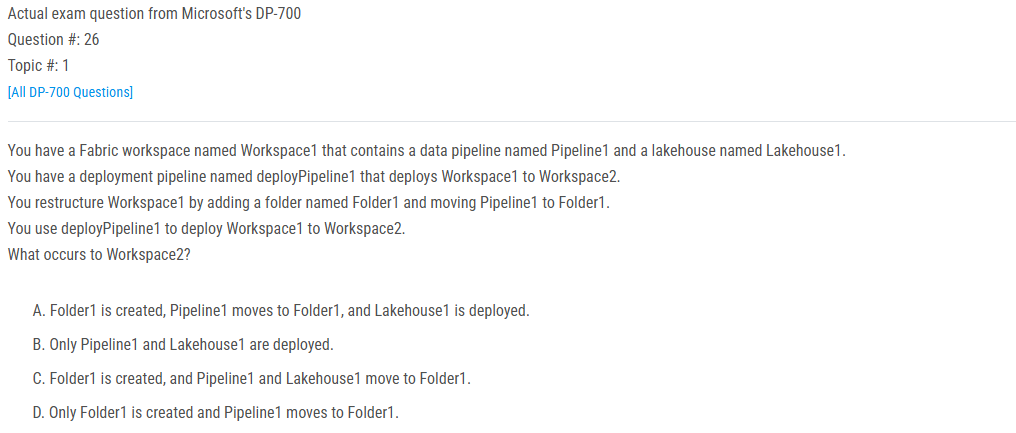 Actual exam question from Microsoft's DP-700
Question #: 26
Topic #: 1
[All DP-700 Questions]
You have a Fabric workspace named Workspace1 that contains a data pipeline named Pipeline1 and a lakehouse named Lakehouse1.
You have a deployment pipeline named deployPipeline1 that deploys Workspace1 to Workspace2.
You restructure Workspace1 by adding a folder named Folder1 and moving Pipeline1 to Folder1.
You use deployPipeline1 to deploy Workspace1 to Workspace2.
What occurs to Workspace2?
A. Folder1 is created, Pipeline1 moves to Folder1, and Lakehouse1 is deployed.
B. Only Pipeline1 and Lakehouse1 are deployed.
C. Folder1 is created, and Pipeline1 and Lakehouse1 move to Folder1.
D. Only Folder1 is created and Pipeline1 moves to Folder1.